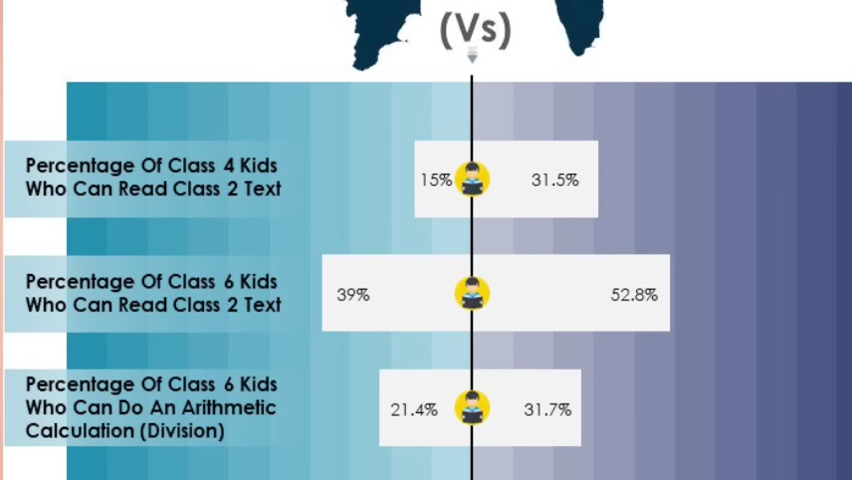 (Vs)
Percentage Of Class 4 Kids
Who Can Read Class 2 Text
15%
31.5%
Percentage Of Class 6 Kids
Who Can Read Class 2 Text
39%
52.8%
Percentage Of Class 6 Kids
Who Can Do An Arithmetic
Calculation (Division)
21.4%
31.7%